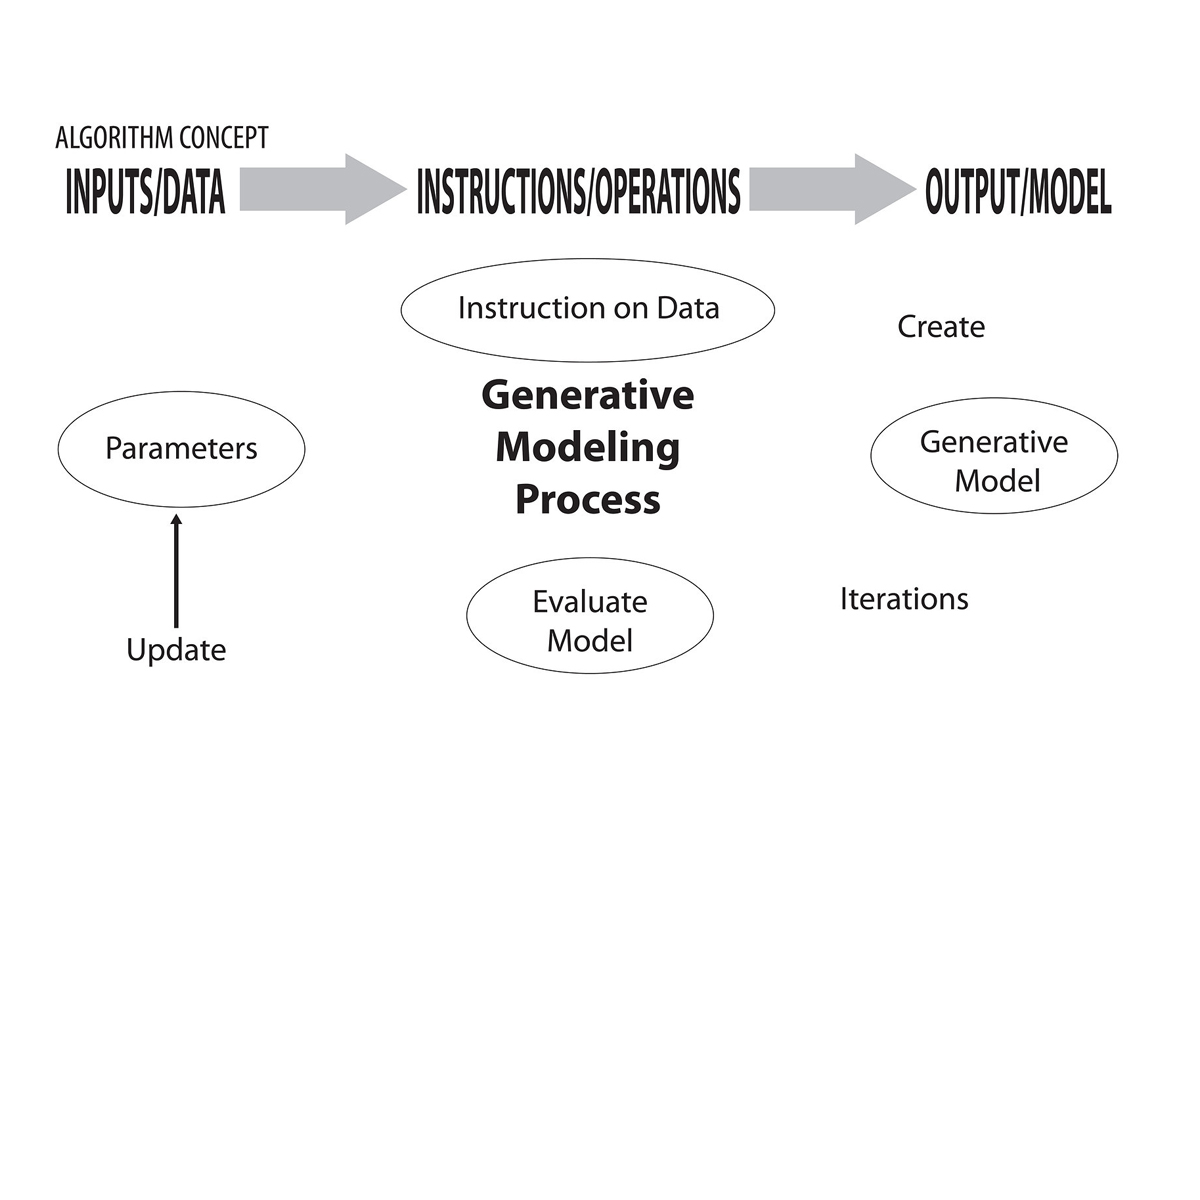 ALGORITHM CONCEPT
INPUTS/DATA
INSTRUCTIONS/OPERATIONS
OUTPUT/MODEL
Instruction on Data
Create
Generative
Modeling
Process
Parameters
Generative
Model
Evaluate
Model
Iterations
Update